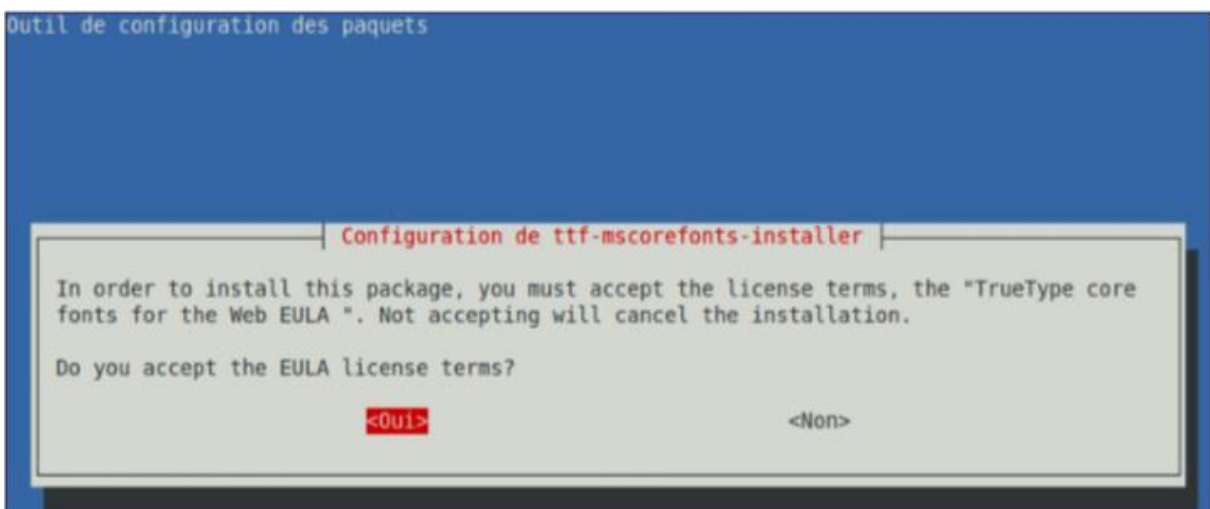 Outil de configuration des paquets
Configuration de ttf-mscorefonts-installer
In order to install this package, you must accept the license terms, the "TrueType core
fonts for the Web EULA ". Not accepting will cancel the installation.
Do you accept the EULA license terms?
<Oui> <Non>